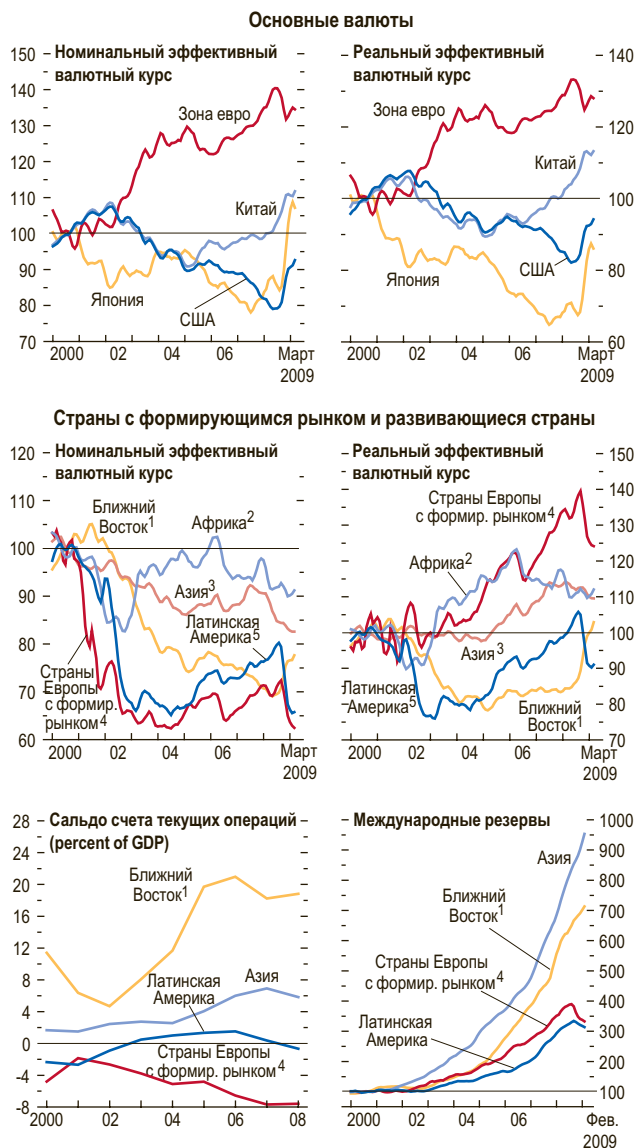 Основные валюты
Номинальный эффективный
валютный курс
150
140
130
120
110
100
90
80
70
Зона евро
Китай
Япония
США
2000 02 04 06 Март
2009
Реальный эффективный
валютный курс
140
120
100
80
60
Зона евро
Китай
США
Япония
2000 02 04 06 Март
2009
Страны с формирующимся рынком и развивающиеся страны
Номинальный эффективный
валютный курс
120
110
100
90
80
70
60
Ближний
Восток1
Африка2
Азия3
Латинская
Америка5
Страны
Европы
с формир.
рынком4
2000 02 04 06 Март
2009
Реальный эффективный
валютный курс
150
140
130
120
110
100
90
80
70
Страны Европы
с формир. рынком4
Африка2
Азия3
Латинская
Америка5
Ближний
Восток1
2000 02 04 06 Март
2009
Сальдо счета текущих операций
(percent of GDP)
28
24
20
16
12
8
4
0
-4
-8
Ближний
Восток1
Латинская
Америка
Азия
Страны Европы
с формир. рынком4
2000 02 04 06 08
Международные резервы
1000
900
800
700
600
500
400
300
200
100
Азия
Ближний
Восток1
Страны Европы
с формир. рынком4
Латинская
Америка
2000 02 04 06 Фев.
2009